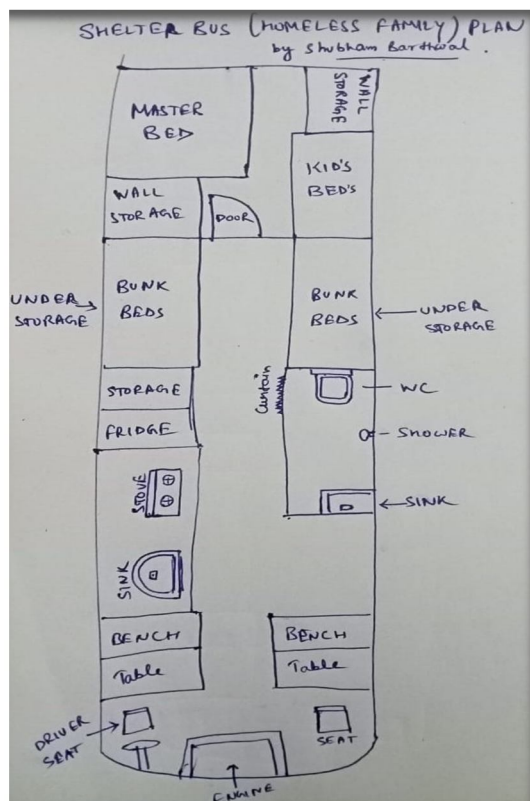 SHELTER BUS (HOMELESS FAMILY) PLAN
by Shubham Barthwal.
WALL
STORAGE
MASTER
BED
KID'S
BED'S
WALL
STORAGE
DOOR
BUNK
BEDS
BUNK
BEDS
UNDER
STORAGE
UNDER
STORAGE
STORAGE
Curtain
WC
FRIDGE
SHOWER
STOVE
SINK
SINK
BENCH
BENCH
Table
Table
DRIVER
SEAT
SEAT
ENGINE